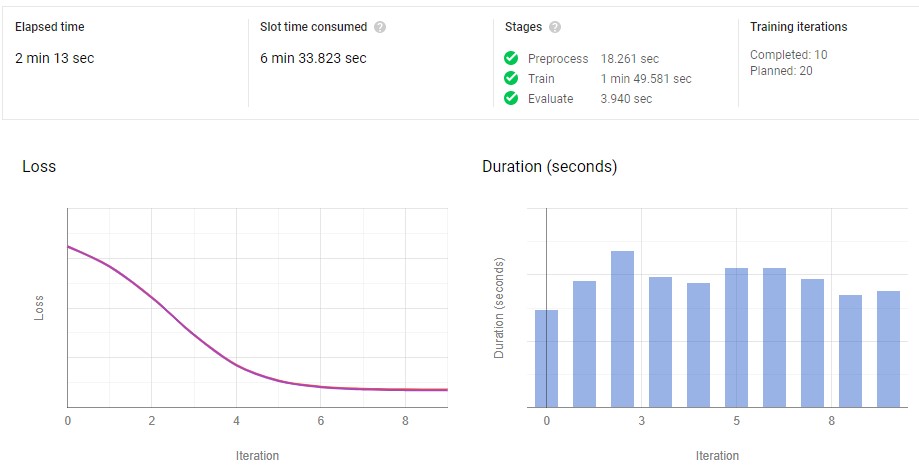 Elapsed time
2 min 13 sec
Slot time consumed ?
6 min 33.823 sec
Stages ?
Preprocess 18.261 sec
Train 1 min 49.581 sec
Evaluate 3.940 sec
Training iterations
Completed: 10
Planned: 20
Loss
Loss
0 2 4 6 8
Iteration
Duration (seconds)
Duration (seconds)
0 3 5 8
Iteration